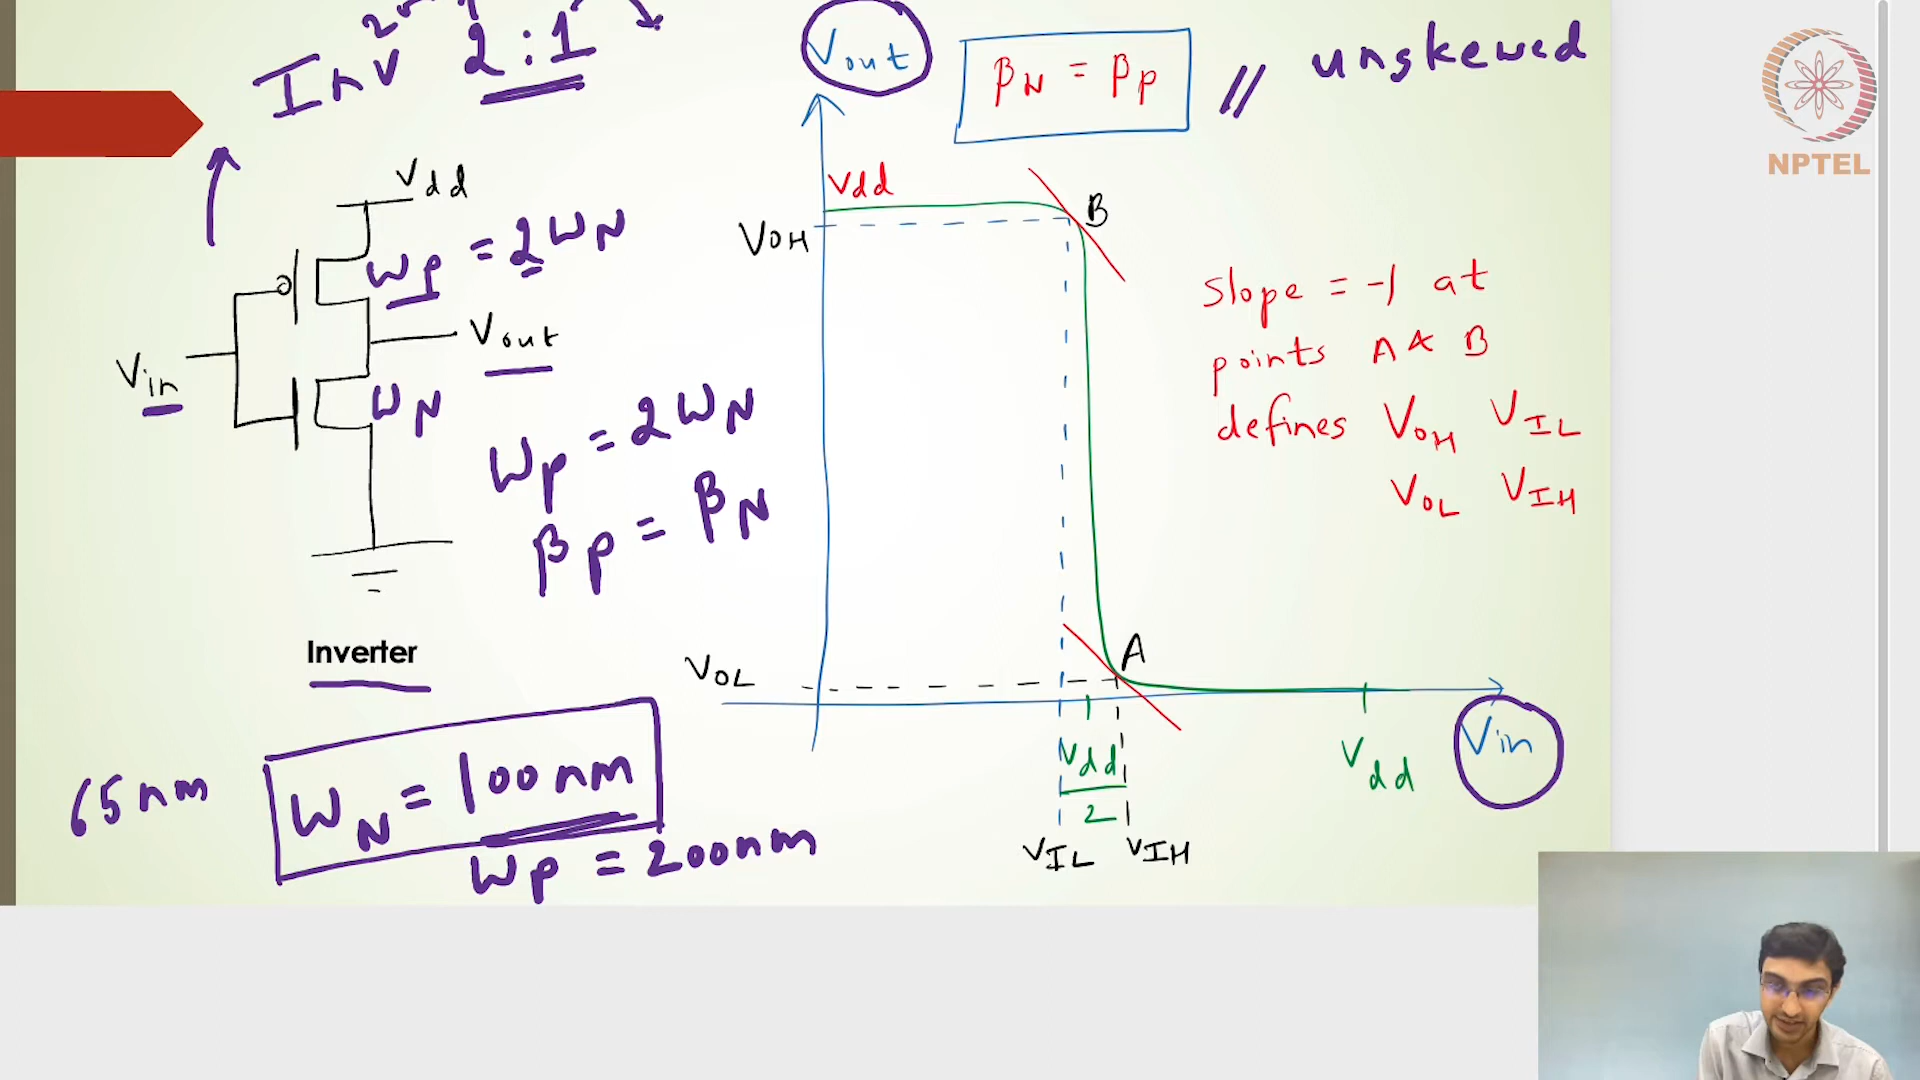 Inv 2:1
Vdd
Wp = 2WN
Vin
Vout
WN
Wp = 2WN
βp = βN
Inverter
65nm
WN = 100nm
Wp = 200nm
Vout
βN = βp // unskewed
Vdd
VOH
B
VOL
A
Vdd
2
VIL VIH
Vdd
Vin
Slope = -1 at
points A & B
defines VOH VIL
VOL VIH
NPTEL